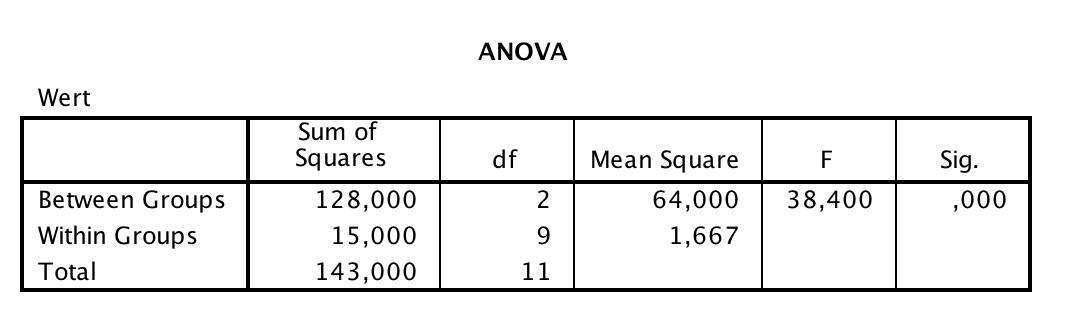 ANOVA
Wert
Sum of Squares df Mean Square F Sig.
Between Groups 128,000 2 64,000 38,400 ,000
Within Groups 15,000 9 1,667
Total 143,000 11